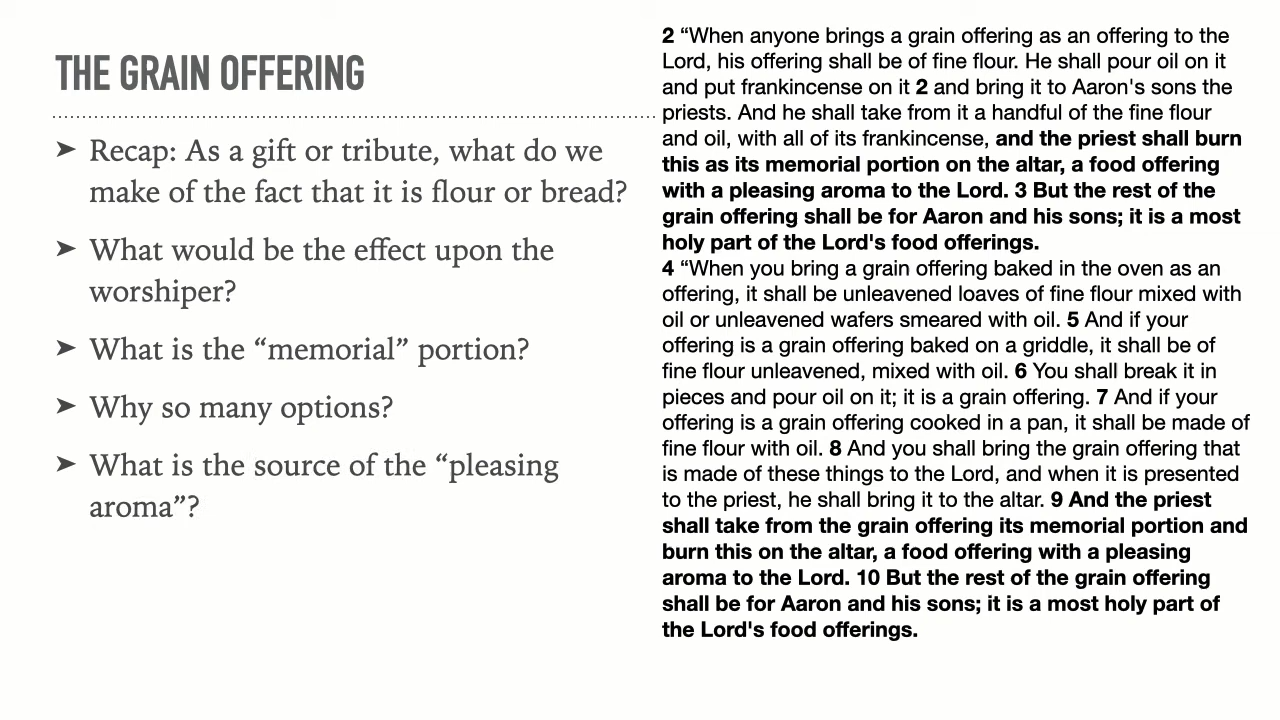 THE GRAIN OFFERING
➤ Recap: As a gift or tribute, what do we
make of the fact that it is flour or bread?
➤ What would be the effect upon the
worshiper?
➤ What is the “memorial” portion?
➤ Why so many options?
➤ What is the source of the “pleasing
aroma”?
2 “When anyone brings a grain offering as an offering to the
Lord, his offering shall be of fine flour. He shall pour oil on it
and put frankincense on it 2 and bring it to Aaron's sons the
priests. And he shall take from it a handful of the fine flour
and oil, with all of its frankincense, and the priest shall burn
this as its memorial portion on the altar, a food offering
with a pleasing aroma to the Lord. 3 But the rest of the
grain offering shall be for Aaron and his sons; it is a most
holy part of the Lord's food offerings.
4 “When you bring a grain offering baked in the oven as an
offering, it shall be unleavened loaves of fine flour mixed with
oil or unleavened wafers smeared with oil. 5 And if your
offering is a grain offering baked on a griddle, it shall be of
fine flour unleavened, mixed with oil. 6 You shall break it in
pieces and pour oil on it; it is a grain offering. 7 And if your
offering is a grain offering cooked in a pan, it shall be made of
fine flour with oil. 8 And you shall bring the grain offering that
is made of these things to the Lord, and when it is presented
to the priest, he shall bring it to the altar. 9 And the priest
shall take from the grain offering its memorial portion and
burn this on the altar, a food offering with a pleasing
aroma to the Lord. 10 But the rest of the grain offering
shall be for Aaron and his sons; it is a most holy part of
the Lord's food offerings.